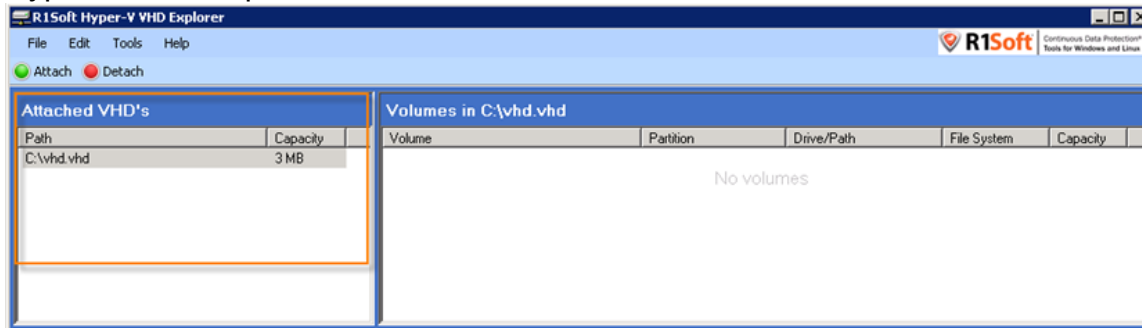 R1Soft Hyper-V VHD Explorer
File Edit Tools Help
R1Soft Continuous Data Protection®
Tools for Windows and Linux
Attach Detach
Attached VHD's
Volumes in C:\vhd.vhd
Path Capacity
Volume Partition Drive/Path File System Capacity
C:\vhd.vhd 3 MB
No volumes